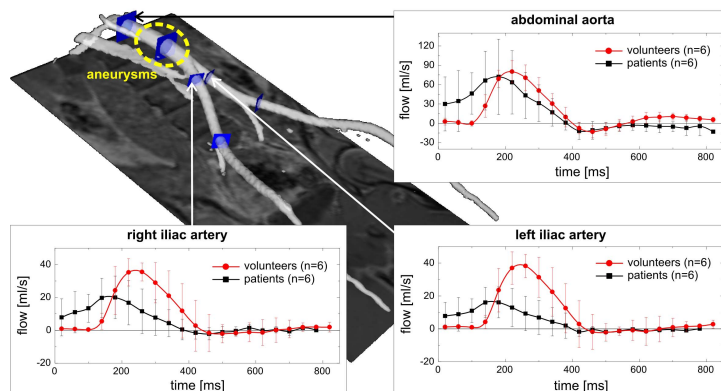 abdominal aorta
volunteers (n=6)
patients (n=6)
flow [ml/s]
120
90
60
30
0
-30
0 200 400 600 800
time [ms]
aneurysms
right iliac artery
volunteers (n=6)
patients (n=6)
flow [ml/s]
40
20
0
-20
0 200 400 600 800
time [ms]
left iliac artery
volunteers (n=6)
patients (n=6)
flow [ml/s]
40
20
0
-20
0 200 400 600 800
time [ms]